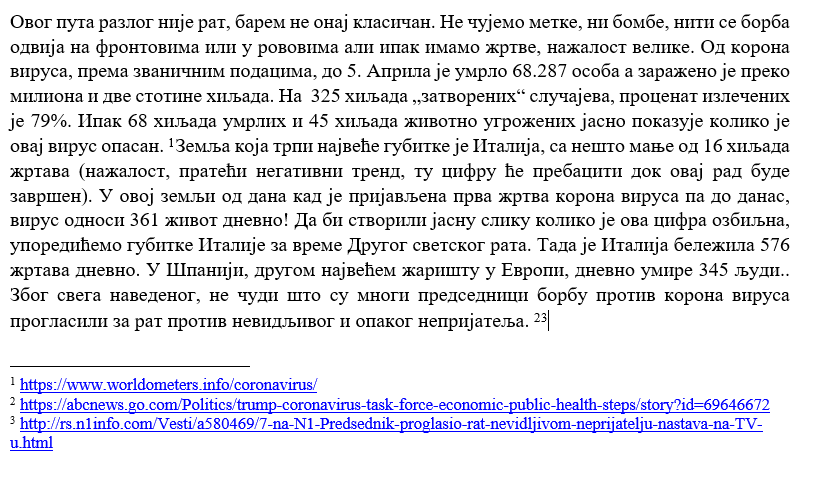 Овог пута разлог није рат, барем не онај класичан. Не чујемо метке, ни бомбе, нити се борба
одвија на фронтовима или у рововима али ипак имамо жртве, нажалост велике. Од корона
вируса, према званичним подацима, до 5. Априла је умрло 68.287 особа а заражено је преко
милиона и две стотине хиљада. На  325 хиљада „затворених“ случајева, проценат излечених
је 79%. Ипак 68 хиљада умрлих и 45 хиљада животно угрожених јасно показује колико је
овај вирус опасан. ¹Земља која трпи највеће губитке је Италија, са нешто мање од 16 хиљада
жртава (нажалост, пратећи негативни тренд, ту цифру ће пребацити док овај рад буде
завршен). У овој земљи од дана кад је пријављена прва жртва корона вируса па до данас,
вирус односи 361 живот дневно! Да би створили јасну слику колико је ова цифра озбиљна,
упоредићемо губитке Италије за време Другог светског рата. Тада је Италија бележила 576
жртава дневно. У Шпанији, другом највећем жаришту у Европи, дневно умире 345 људи..
Због свега наведеног, не чуди што су многи председници борбу против корона вируса
прогласили за рат против невидљивог и опаког непријатеља. ²³
¹ https://www.worldometers.info/coronavirus/
² https://abcnews.go.com/Politics/trump-coronavirus-task-force-economic-public-health-steps/story?id=69646672
³ http://rs.n1info.com/Vesti/a580469/7-na-N1-Predsednik-proglasio-rat-nevidljivom-neprijatelju-nastava-na-TV-
u.html